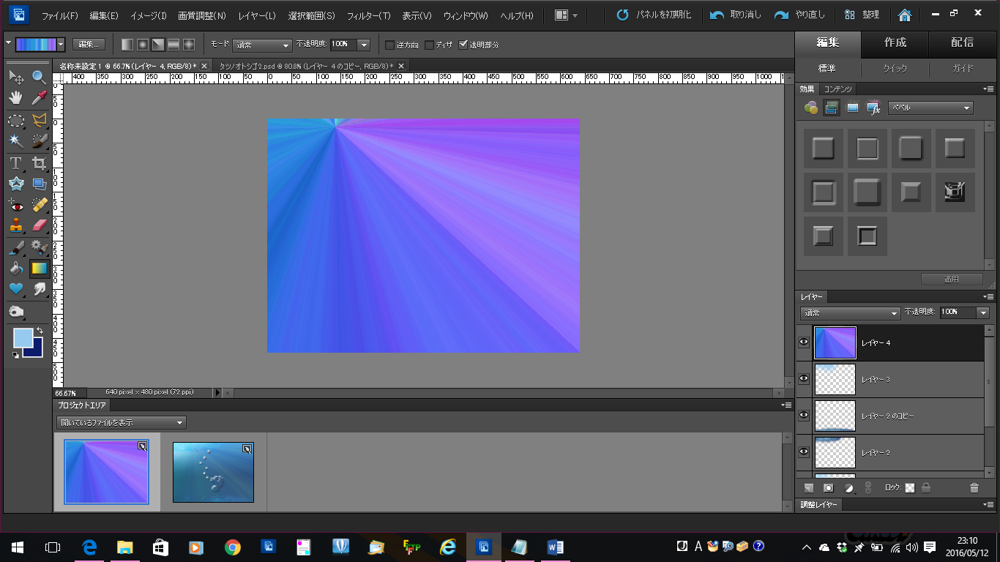 ファイル(F) 編集(E) イメージ(I) 画質調整(N) レイヤー(L) 選択範囲(S) フィルター(T) 表示(V) ウィンドウ(W) ヘルプ(H) パネルを初期化 取り消し やり直し 整理
編集... モード: 通常 不透明度: 100% 逆方向 ディザ 透明部分
編集 作成 配信
標準 クイック ガイド
名称未設定 1 @ 66.7% (レイヤー 4, RGB/8) * タツノオトシゴ2.psd @ 80.8% (レイヤー 4 のコピー, RGB/8) *
400 350 300 250 200 150 100 50 0 50 100 150 200 250 300 350 400 450 500 550 600 650 700 750 800 850 900 950 1000
0 50 100 150 200 250 300 350 400 450 500
効果 コンテンツ
ベベル
適用
レイヤー
通常 不透明度: 100%
レイヤー 4
レイヤー 3
レイヤー 2 のコピー
レイヤー 2
ロック:
調整レイヤー
66.67% 640 pixel x 480 pixel (72 ppi)
プロジェクトエリア
開いているファイルを表示
FFTP
A
23:10
2016/05/12